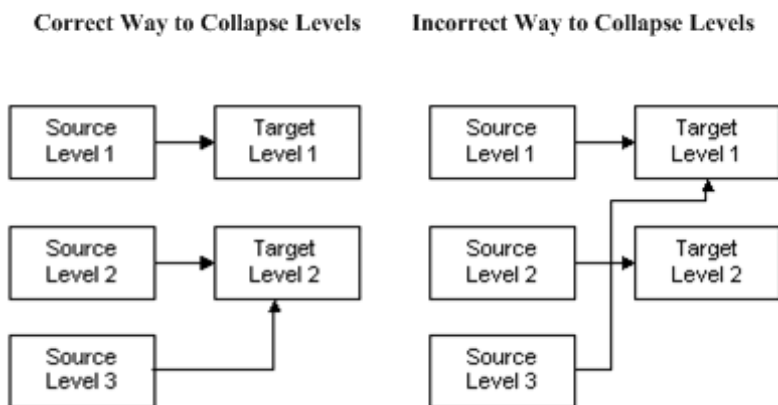 Correct Way to Collapse Levels
Incorrect Way to Collapse Levels
Source
Level 1
Target
Level 1
Source
Level 2
Target
Level 2
Source
Level 3
Source
Level 1
Target
Level 1
Source
Level 2
Target
Level 2
Source
Level 3